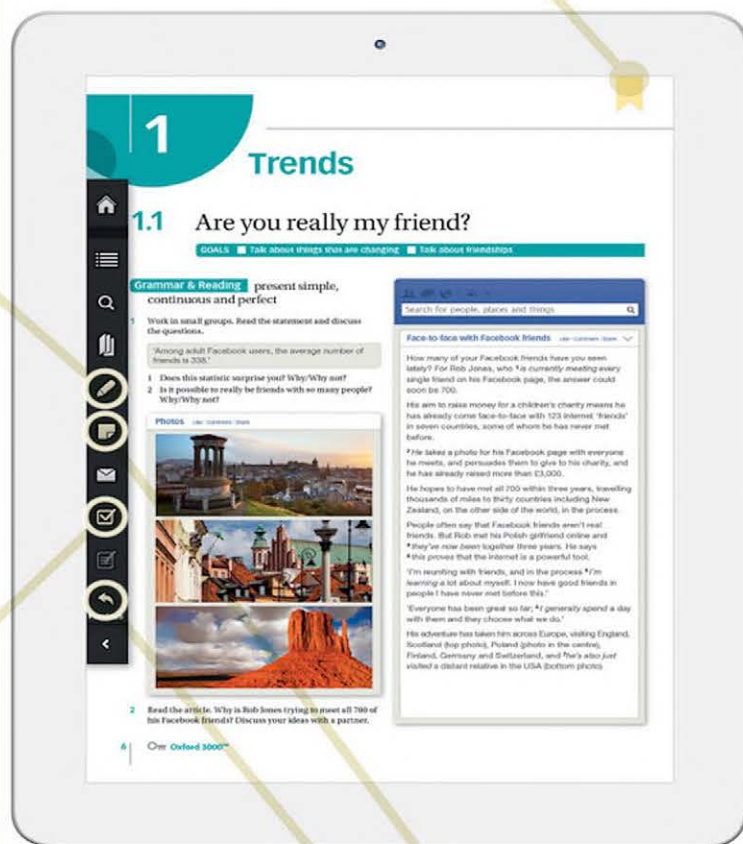 1
Trends
1.1 Are you really my friend?
GOALS Talk about things that are changing Talk about friendships
Grammar & Reading present simple,
continuous and perfect
1 Work in small groups. Read the statement and discuss
the questions.
'Among adult Facebook users, the average number of
friends is 338.'
1 Does this statistic surprise you? Why/Why not?
2 Is it possible to really be friends with so many people?
Why/Why not?
Photos Like · Comment · Share
2 Read the article. Why is Rob Jones trying to meet all 700 of
his Facebook friends? Discuss your ideas with a partner.
6 Oxford 3000™
Search for people, places and things
Face-to-face with Facebook friends Like · Comment · Share
How many of your Facebook friends have you seen
lately? For Rob Jones, who ¹is currently meeting every
single friend on his Facebook page, the answer could
soon be 700.
His aim to raise money for a children's charity means he
has already come face-to-face with 123 internet 'friends'
in seven countries, some of whom he has never met
before.
²He takes a photo for his Facebook page with everyone
he meets, and persuades them to give to his charity, and
he has already raised more than £3,000.
He hopes to have met all 700 within three years, travelling
thousands of miles to thirty countries including New
Zealand, on the other side of the world, in the process.
People often say that Facebook friends aren't real
friends. But Rob met his Polish girlfriend online and
³they've now been together three years. He says
⁴this proves that the internet is a powerful tool.
'I'm reuniting with friends, and in the process ⁵I'm
learning a lot about myself. I now have good friends in
people I have never met before this.'
'Everyone has been great so far; ⁶I generally spend a day
with them and they choose what we do.'
His adventure has taken him across Europe, visiting England,
Scotland (top photo), Poland (photo in the centre),
Finland, Germany and Switzerland, and ⁷he's also just
visited a distant relative in the USA (bottom photo).